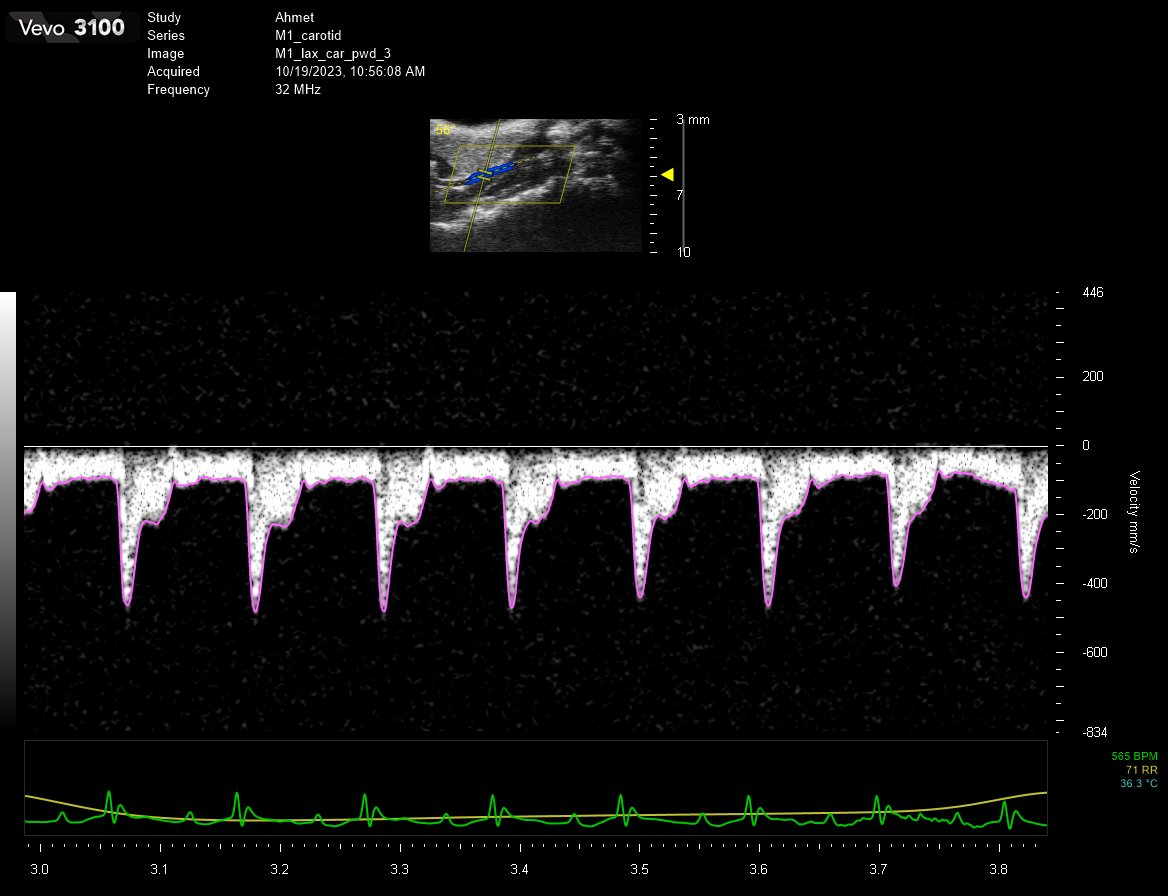 Vevo 3100
Study Ahmet
Series M1_carotid
Image M1_lax_car_pwd_3
Acquired 10/19/2023, 10:56:08 AM
Frequency 32 MHz
56°
3 mm
7
10
446
200
0
-200
-400
-600
-834
Velocity mm/s
565 BPM
71 RR
36.3 °C
3.0 3.1 3.2 3.3 3.4 3.5 3.6 3.7 3.8